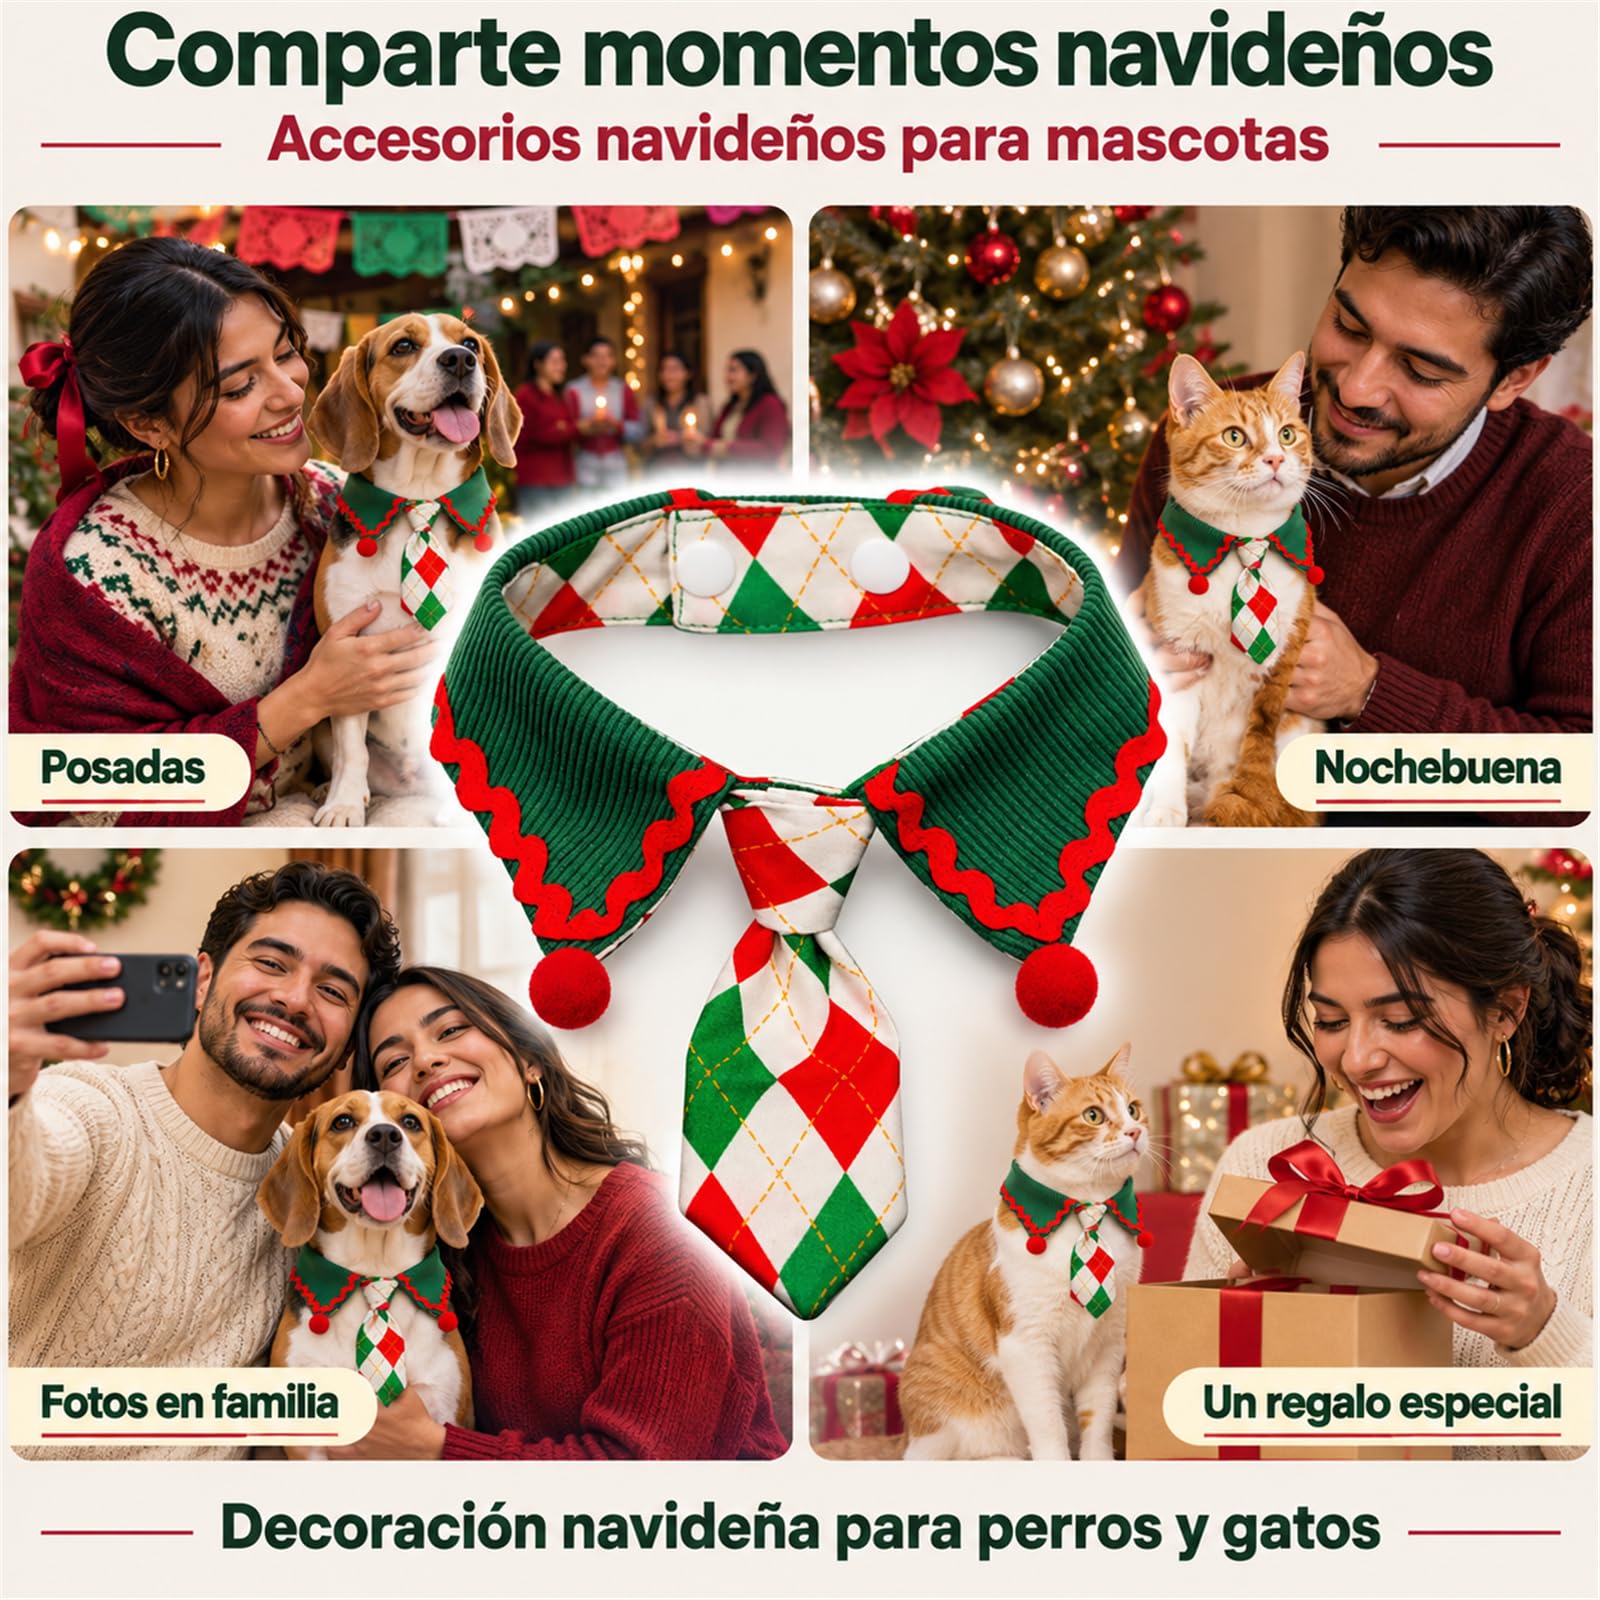 Comparte momentos navideños
Accesorios navideños para mascotas
Posadas
Nochebuena
Fotos en familia
Un regalo especial
Decoración navideña para perros y gatos